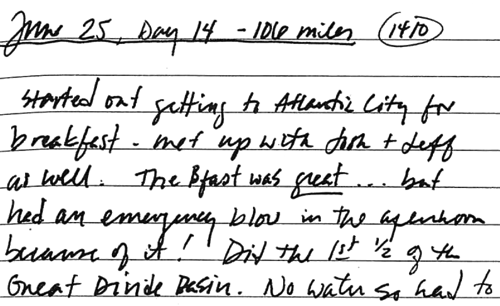 June 25, Day 14 - 106 miles (1410)
started out getting to Atlantic City for
breakfast - met up with Josh + Jeff
as well. The Bfast was great ... but
had an emergency blow in the afternoon
because of it! Did the 1st 1/2 of the
Great Divide Basin. No water so had to